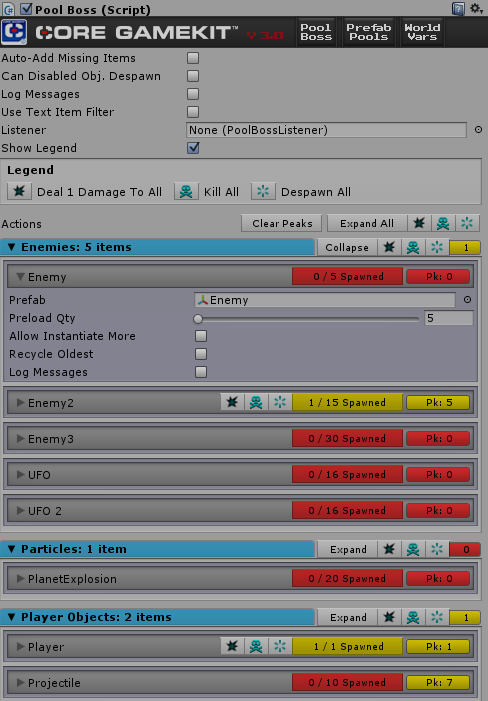 Pool Boss (Script)
CORE GAMEKIT™ V 3.0 Pool Boss Prefab Pools World Vars
Auto-Add Missing Items
Can Disabled Obj. Despawn
Log Messages
Use Text Item Filter
Listener None (PoolBossListener)
Show Legend
Legend
Deal 1 Damage To All Kill All Despawn All
Actions Clear Peaks Expand All
Enemies: 5 items Collapse 1
Enemy 0 / 5 Spawned Pk: 0
Prefab Enemy
Preload Qty 5
Allow Instantiate More
Recycle Oldest
Log Messages
Enemy2 1 / 15 Spawned Pk: 5
Enemy3 0 / 30 Spawned Pk: 0
UFO 0 / 16 Spawned Pk: 0
UFO 2 0 / 16 Spawned Pk: 0
Particles: 1 item Expand 0
PlanetExplosion 0 / 20 Spawned Pk: 0
Player Objects: 2 items Expand 1
Player 1 / 1 Spawned Pk: 1
Projectile 0 / 10 Spawned Pk: 7